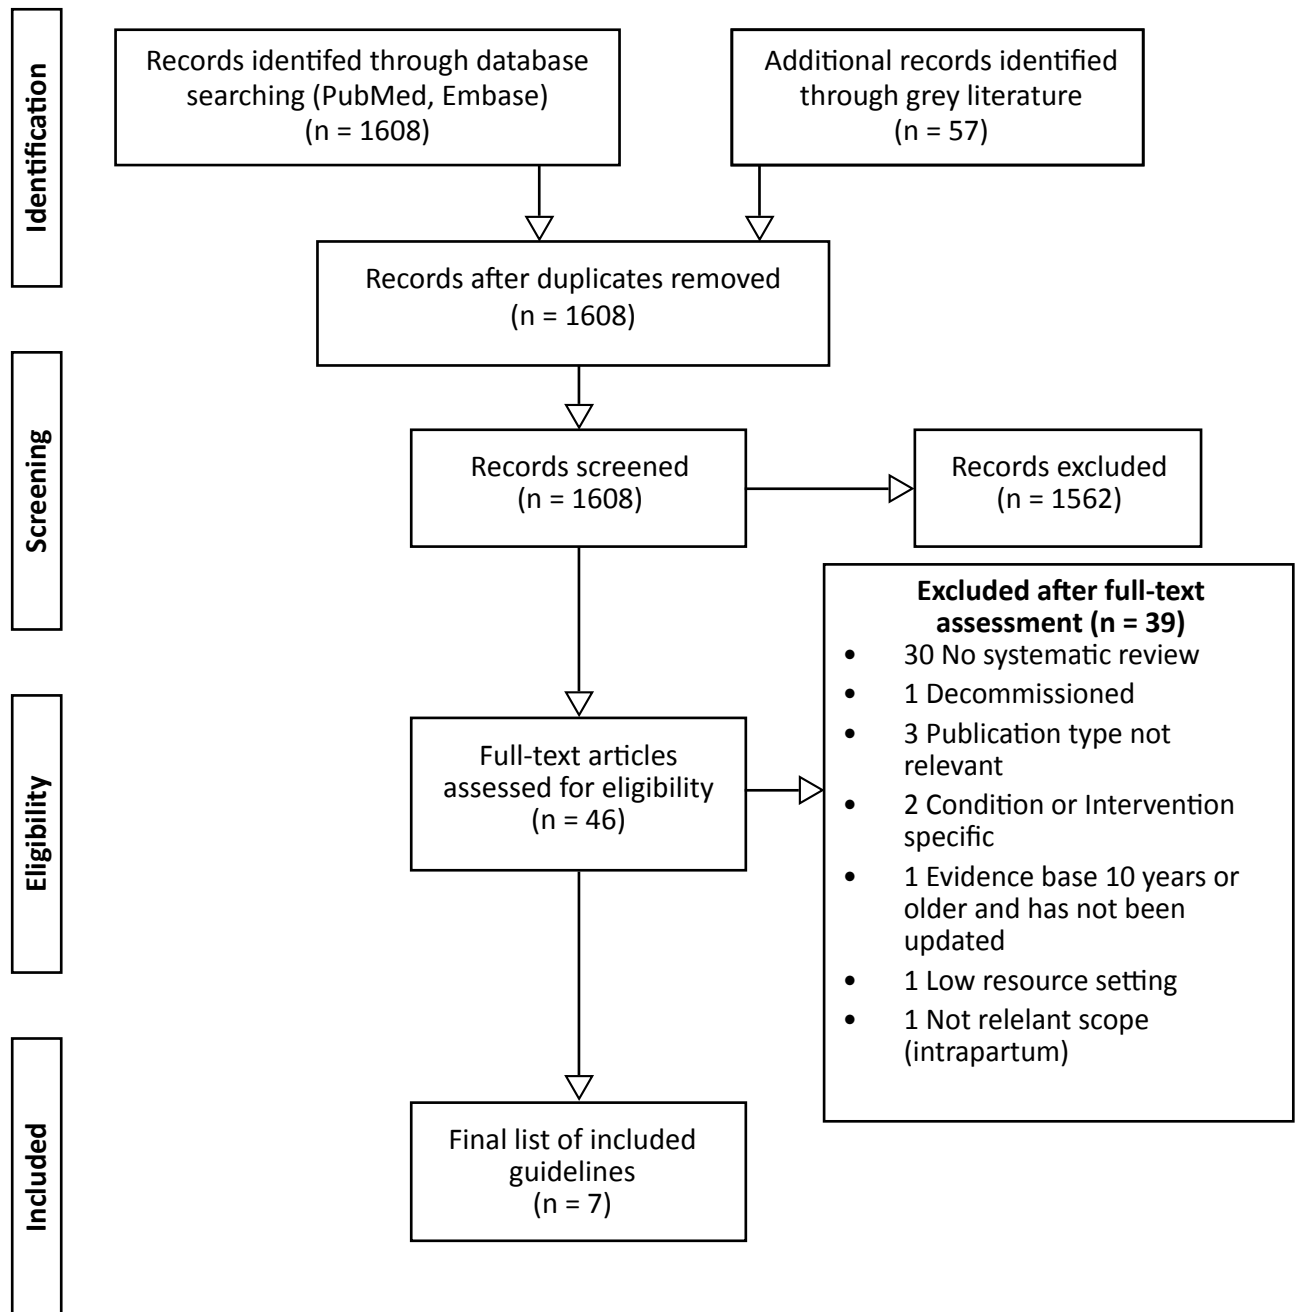 Identification
Records identifed through database
searching (PubMed, Embase)
(n = 1608)
Additional records identified
through grey literature
(n = 57)
Records after duplicates removed
(n = 1608)
Screening
Records screened
(n = 1608)
Records excluded
(n = 1562)
Eligibility
Full-text articles
assessed for eligibility
(n = 46)
Excluded after full-text
assessment (n = 39)
• 30 No systematic review
• 1 Decommissioned
• 3 Publication type not
relevant
• 2 Condition or Intervention
specific
• 1 Evidence base 10 years or
older and has not been
updated
• 1 Low resource setting
• 1 Not relelant scope
(intrapartum)
Included
Final list of included
guidelines
(n = 7)